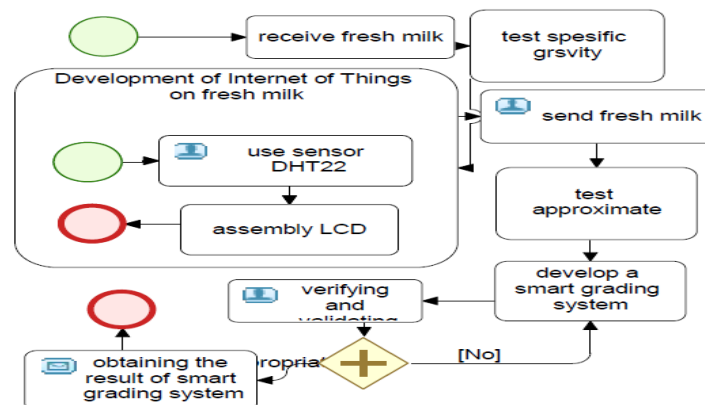 receive fresh milk
test spesific
grsvity
Development of Internet of Things
on fresh milk
send fresh milk
use sensor
DHT22
test
approximate
assembly LCD
develop a
smart grading
system
verifying
and
validating
[No]
obtaining the
propriat
result of smart
grading system